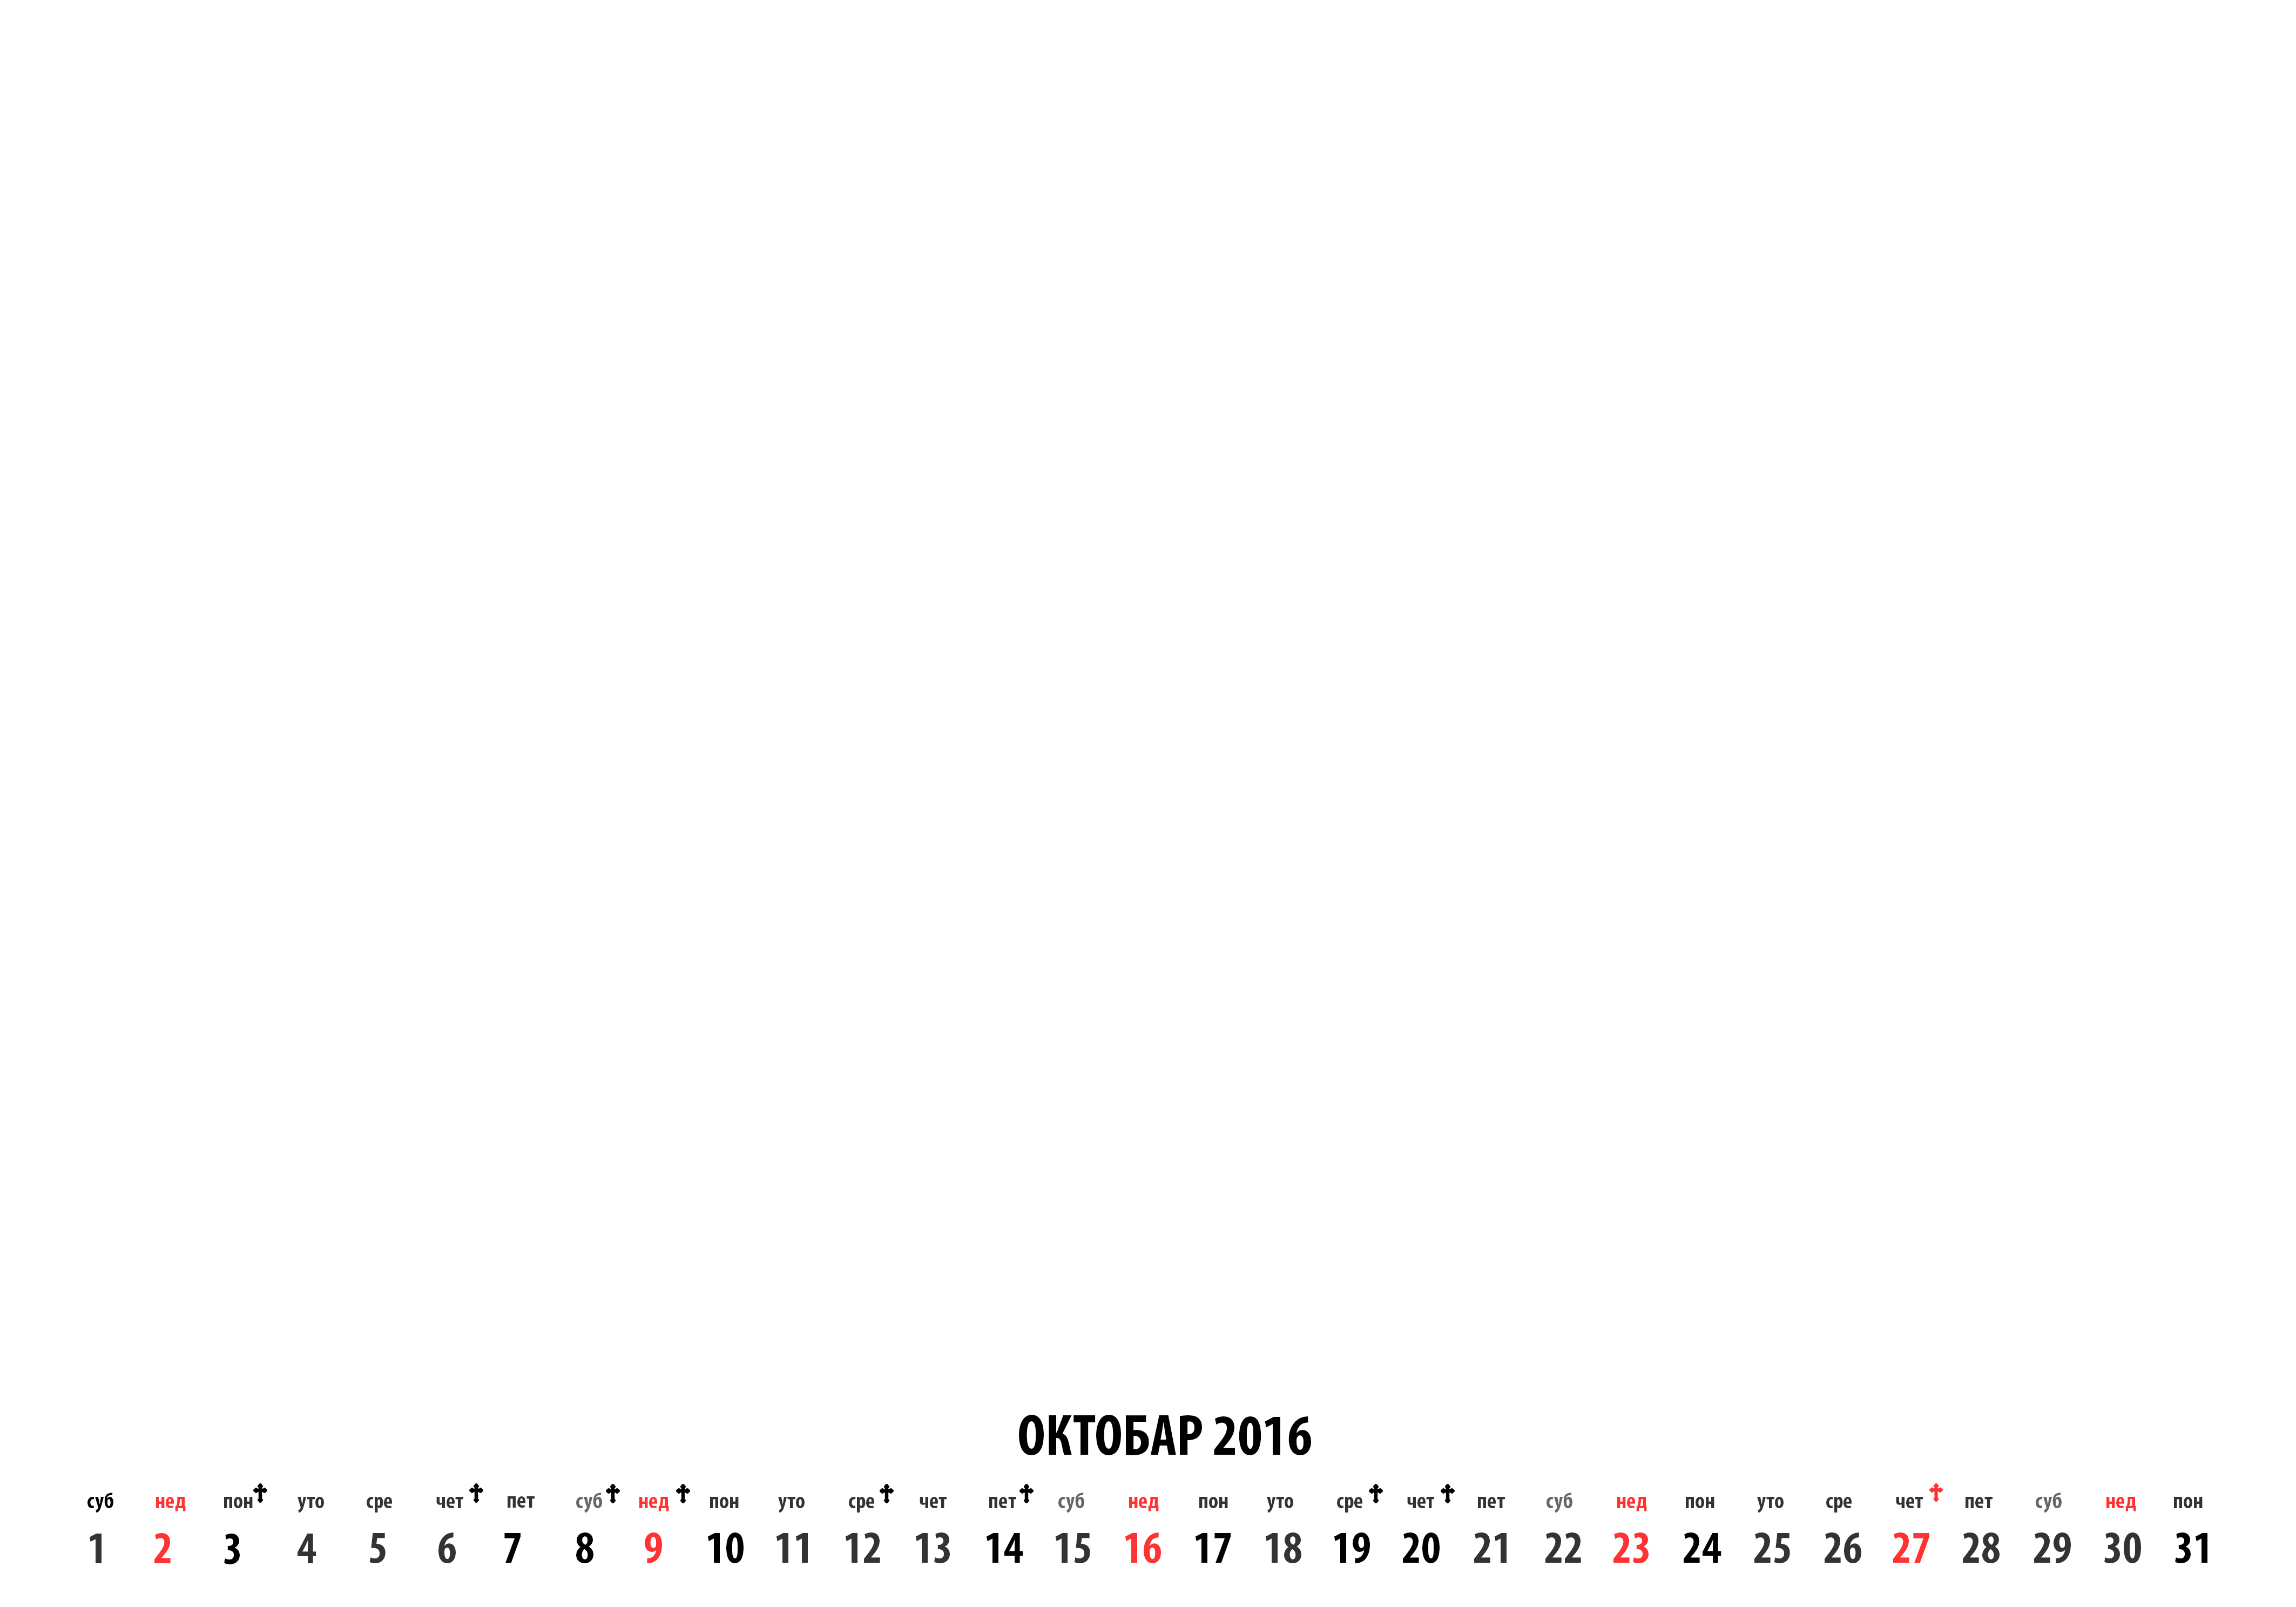 ОКТОБАР 2016
суб нед пон уто сре чет пет суб нед пон уто сре чет пет суб нед пон уто сре чет пет суб нед пон уто сре чет пет суб нед пон
1 2 3 4 5 6 7 8 9 10 11 12 13 14 15 16 17 18 19 20 21 22 23 24 25 26 27 28 29 30 31